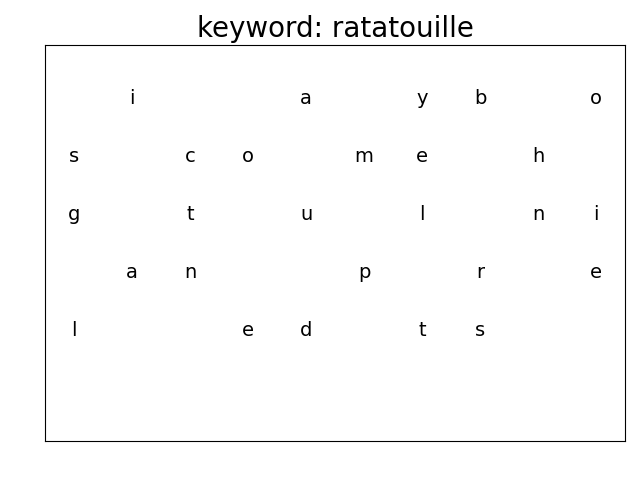 keyword: ratatouille
i a y b o
s c o m e h
g t u l n i
a n p r e
l e d t s